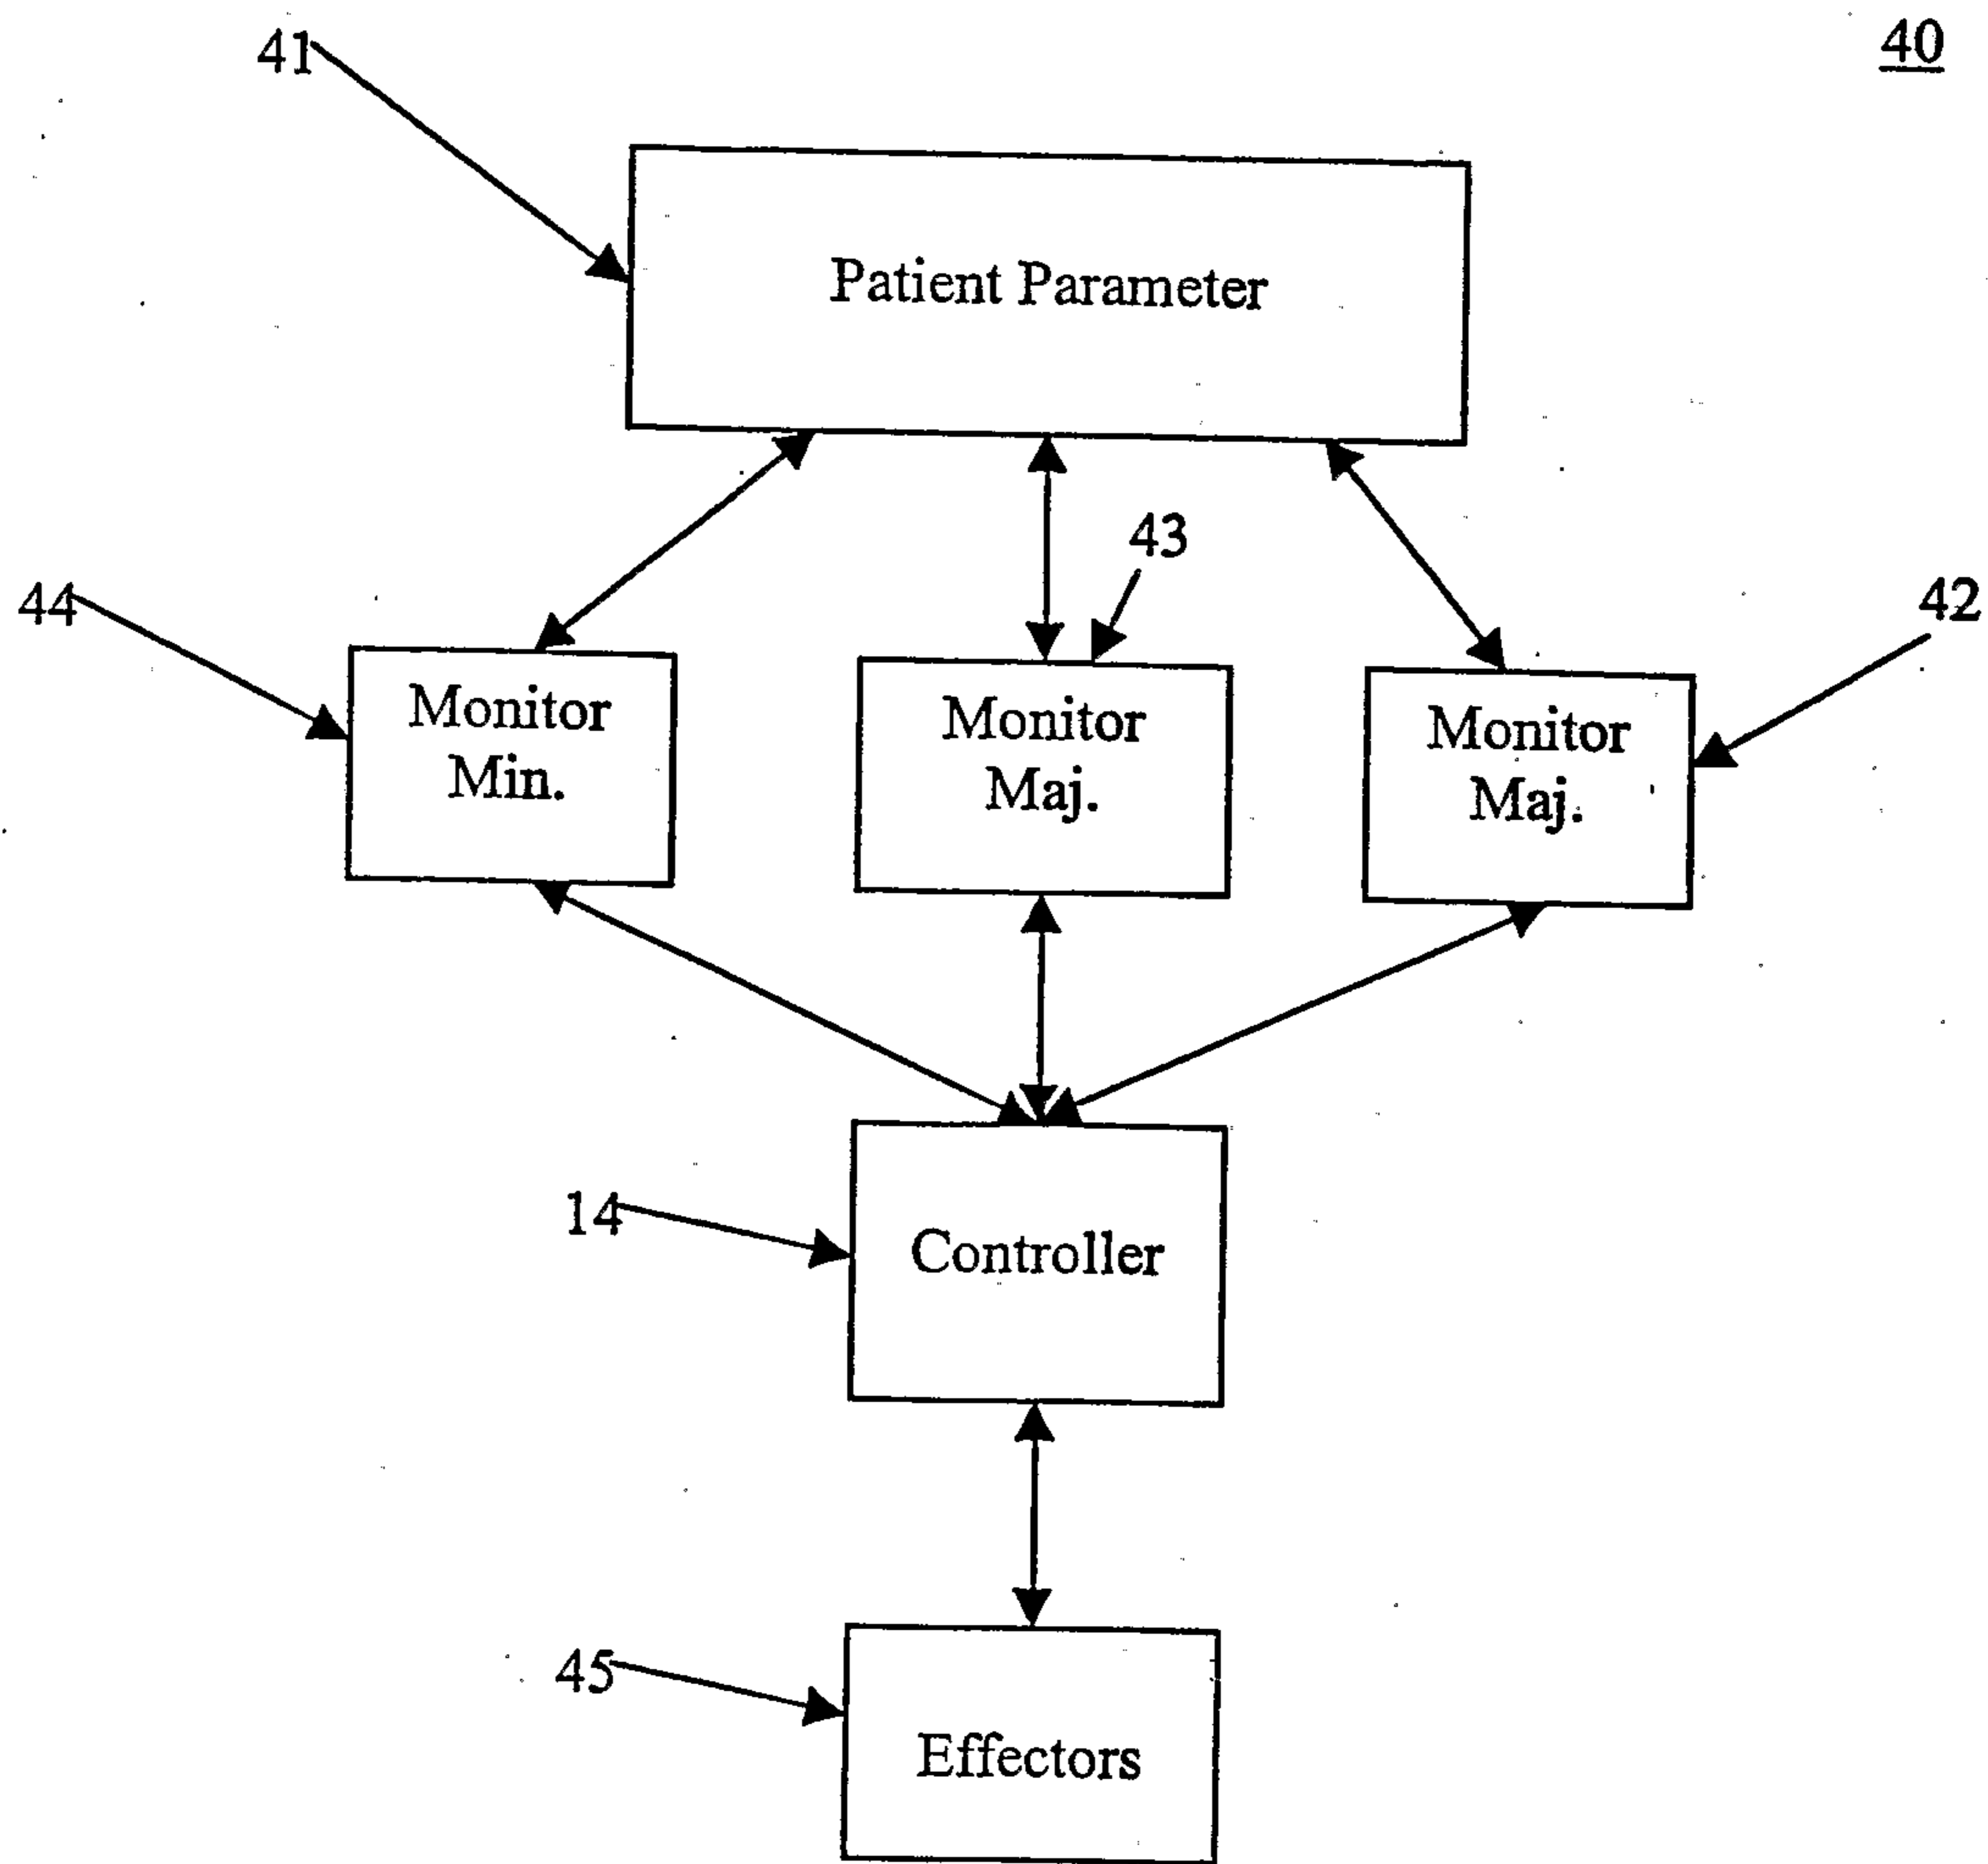 41
40
Patient Parameter
43
44
42
Monitor
Min.
Monitor
Maj.
Monitor
Maj.
14
Controller
45
Effectors